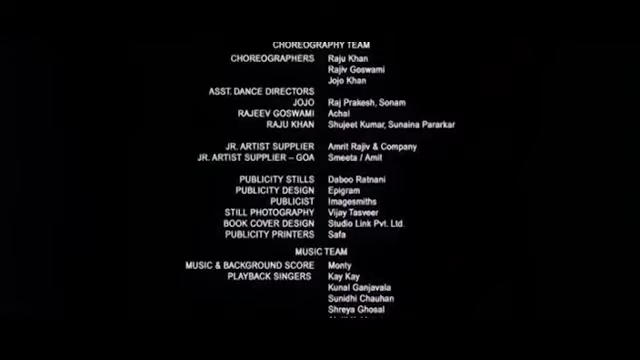 CHOREOGRAPHY TEAM
CHOREOGRAPHERS Raju Khan
Rajiv Goswami
Jojo Khan
ASST. DANCE DIRECTORS
JOJO Raj Prakesh, Sonam
RAJEEV GOSWAMI Achal
RAJU KHAN Shujeet Kumar, Sunaina Pararkar
JR. ARTIST SUPPLIER Amrit Rajiv & Company
JR. ARTIST SUPPLIER – GOA Smeeta / Amit
PUBLICITY STILLS Daboo Ratnani
PUBLICITY DESIGN Epigram
PUBLICIST Imagesmiths
STILL PHOTOGRAPHY Vijay Tasveer
BOOK COVER DESIGN Studio Link Pvt. Ltd.
PUBLICITY PRINTERS Safa
MUSIC TEAM
MUSIC & BACKGROUND SCORE Monty
PLAYBACK SINGERS Kay Kay
Kunal Ganjavala
Sunidhi Chauhan
Shreya Ghosal